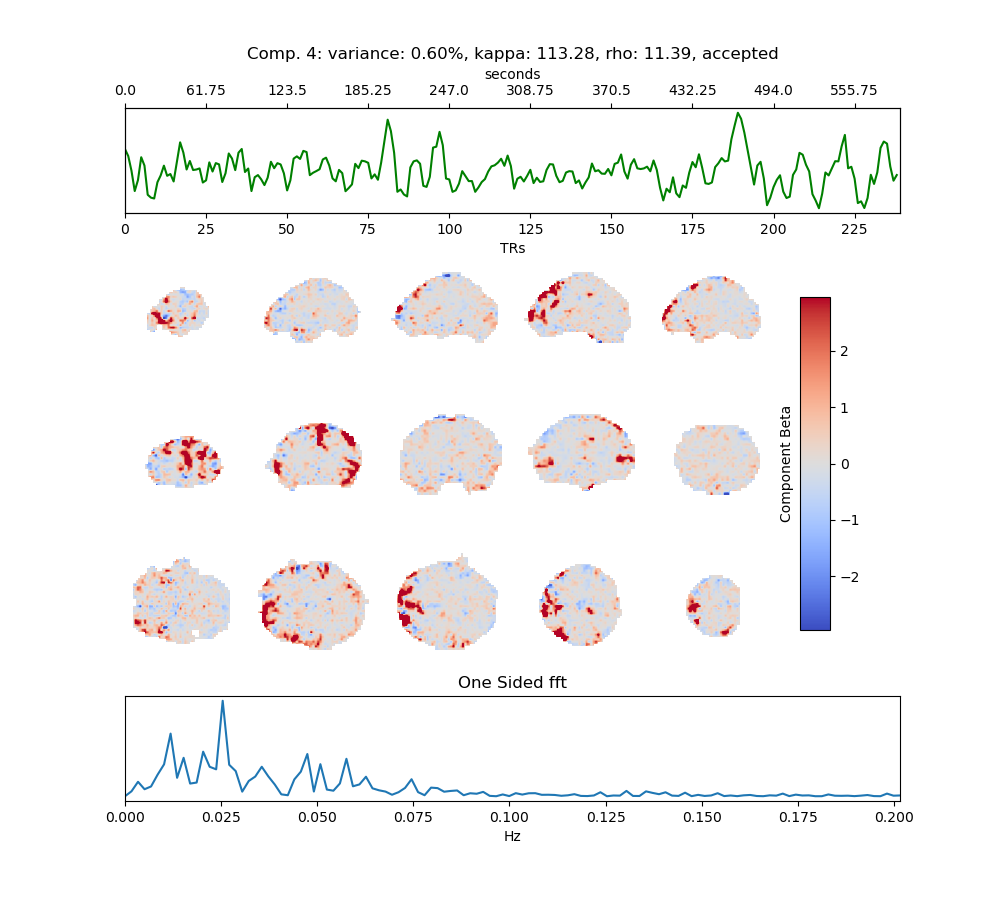 Comp. 4: variance: 0.60%, kappa: 113.28, rho: 11.39, accepted
seconds
0.0 61.75 123.5 185.25 247.0 308.75 370.5 432.25 494.0 555.75
0 25 50 75 100 125 150 175 200 225
TRs
2
1
0
−1
−2
Component Beta
One Sided fft
0.000 0.025 0.050 0.075 0.100 0.125 0.150 0.175 0.200
Hz